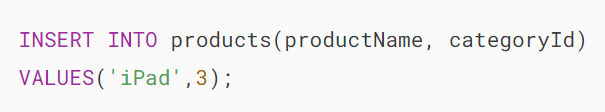 INSERT INTO products(productName, categoryId)
VALUES('iPad',3);